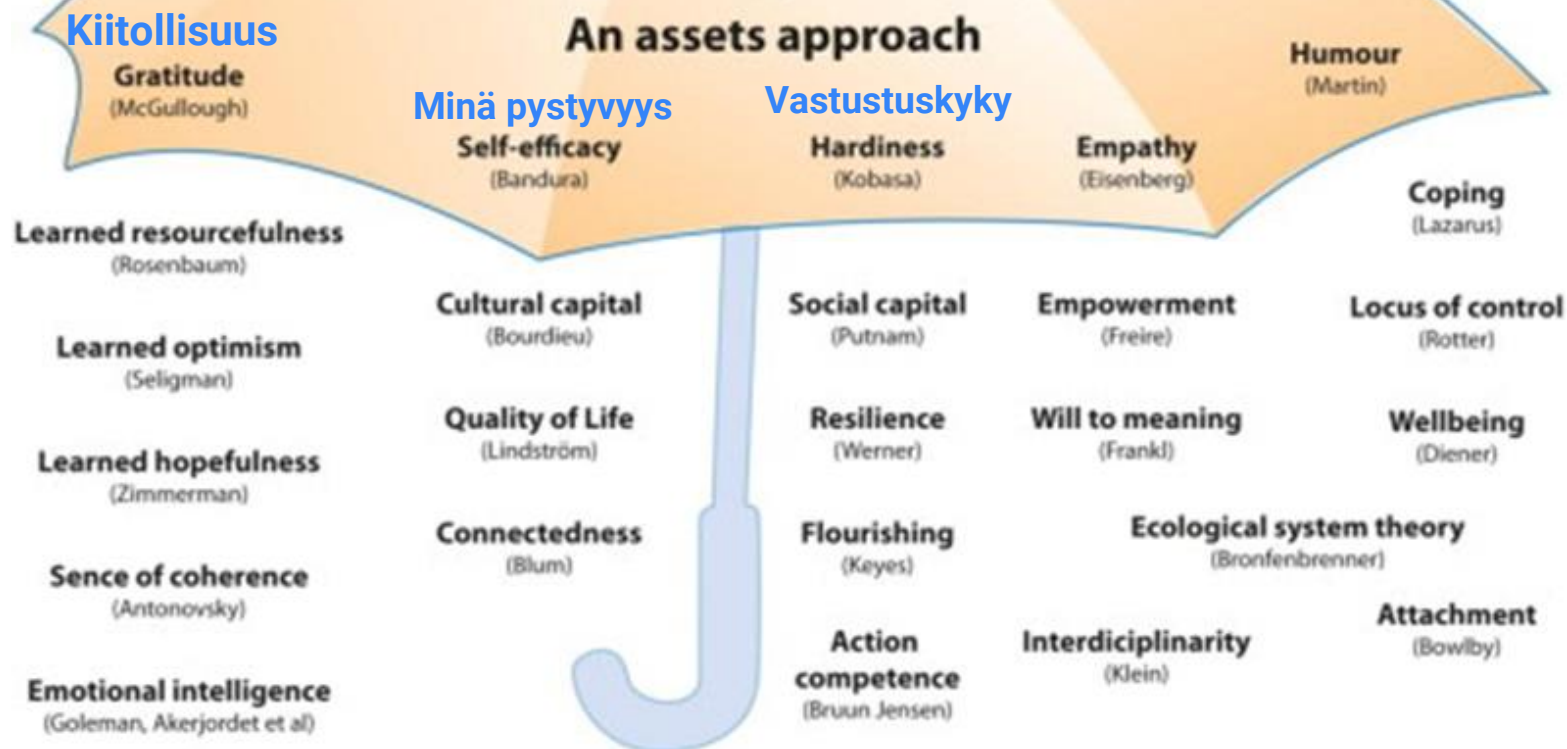 Kiitollisuus
An assets approach
Gratitude
(McGullough)
Humour
(Martin)
Minä pystyvyys
Vastustuskyky
Self-efficacy
(Bandura)
Hardiness
(Kobasa)
Empathy
(Eisenberg)
Coping
(Lazarus)
Learned resourcefulness
(Rosenbaum)
Cultural capital
(Bourdieu)
Social capital
(Putnam)
Empowerment
(Freire)
Locus of control
(Rotter)
Learned optimism
(Seligman)
Quality of Life
(Lindström)
Resilience
(Werner)
Will to meaning
(Frankl)
Wellbeing
(Diener)
Learned hopefulness
(Zimmerman)
Connectedness
(Blum)
Flourishing
(Keyes)
Ecological system theory
(Bronfenbrenner)
Sence of coherence
(Antonovsky)
Attachment
(Bowlby)
Action
competence
(Bruun Jensen)
Interdiciplinarity
(Klein)
Emotional intelligence
(Goleman, Akerjordet et al)